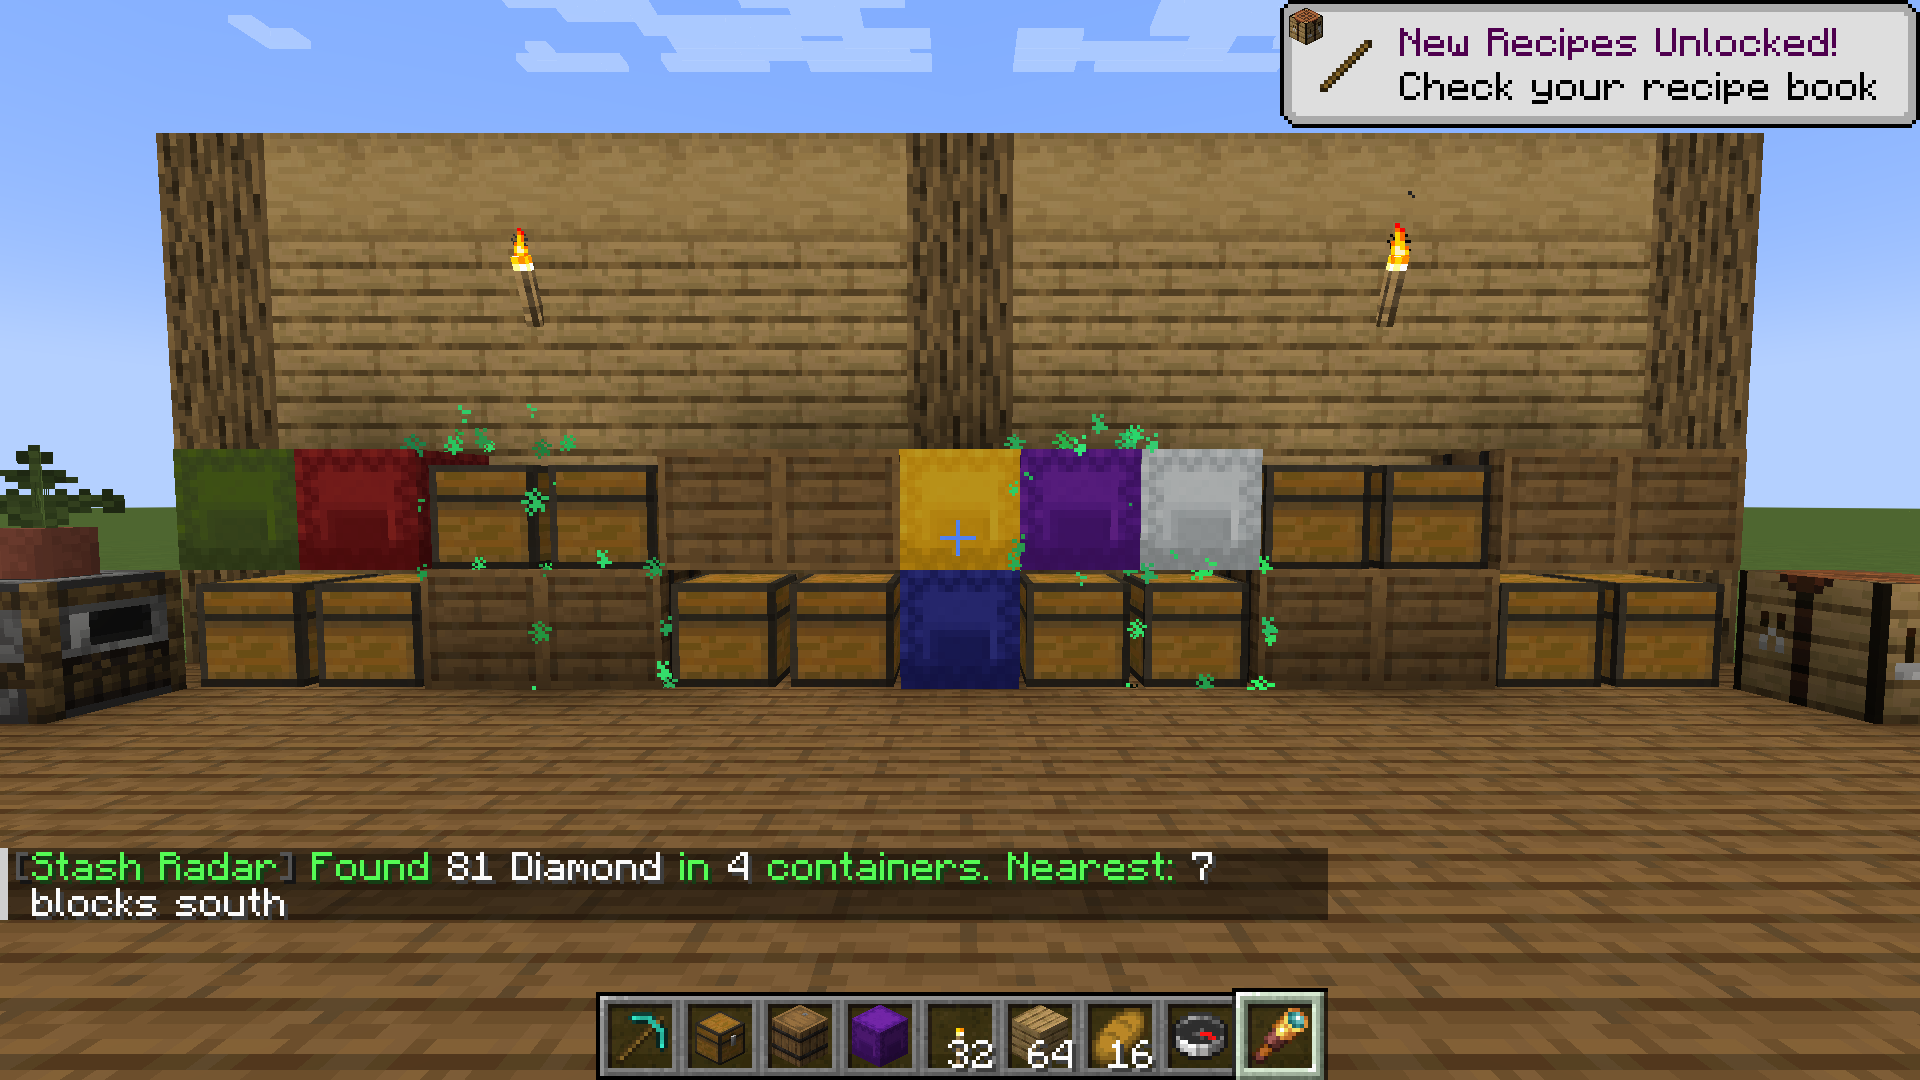 New Recipes Unlocked!
Check your recipe book
[Stash Radar] Found 81 Diamond in 4 containers. Nearest: 7
blocks south
32 64 16